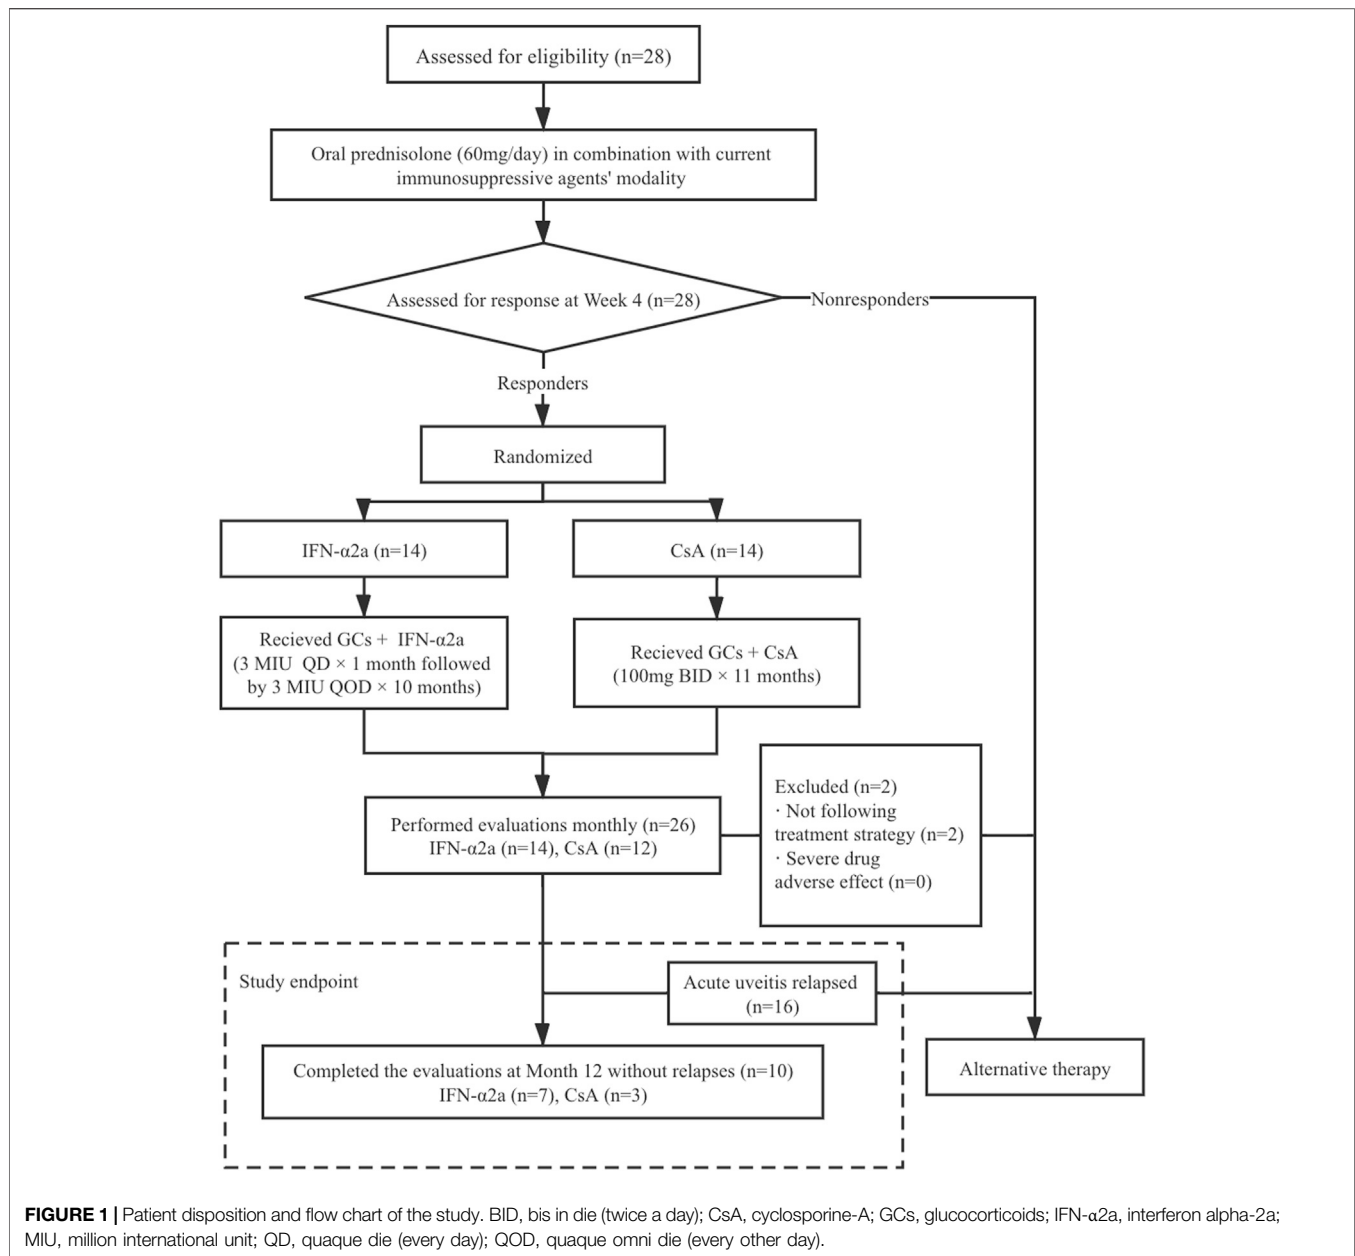 Assessed for eligibility (n=28)
Oral prednisolone (60mg/day) in combination with current
immunosuppressive agents' modality
Assessed for response at Week 4 (n=28)
Nonresponders
Responders
Randomized
IFN-α2a (n=14)
CsA (n=14)
Recieved GCs + IFN-α2a
(3 MIU QD × 1 month followed
by 3 MIU QOD × 10 months)
Recieved GCs + CsA
(100mg BID × 11 months)
Performed evaluations monthly (n=26)
IFN-α2a (n=14), CsA (n=12)
Excluded (n=2)
· Not following
treatment strategy (n=2)
· Severe drug
adverse effect (n=0)
Study endpoint
Acute uveitis relapsed
(n=16)
Completed the evaluations at Month 12 without relapses (n=10)
IFN-α2a (n=7), CsA (n=3)
Alternative therapy
FIGURE 1 | Patient disposition and flow chart of the study. BID, bis in die (twice a day); CsA, cyclosporine-A; GCs, glucocorticoids; IFN-α2a, interferon alpha-2a;
MIU, million international unit; QD, quaque die (every day); QOD, quaque omni die (every other day).